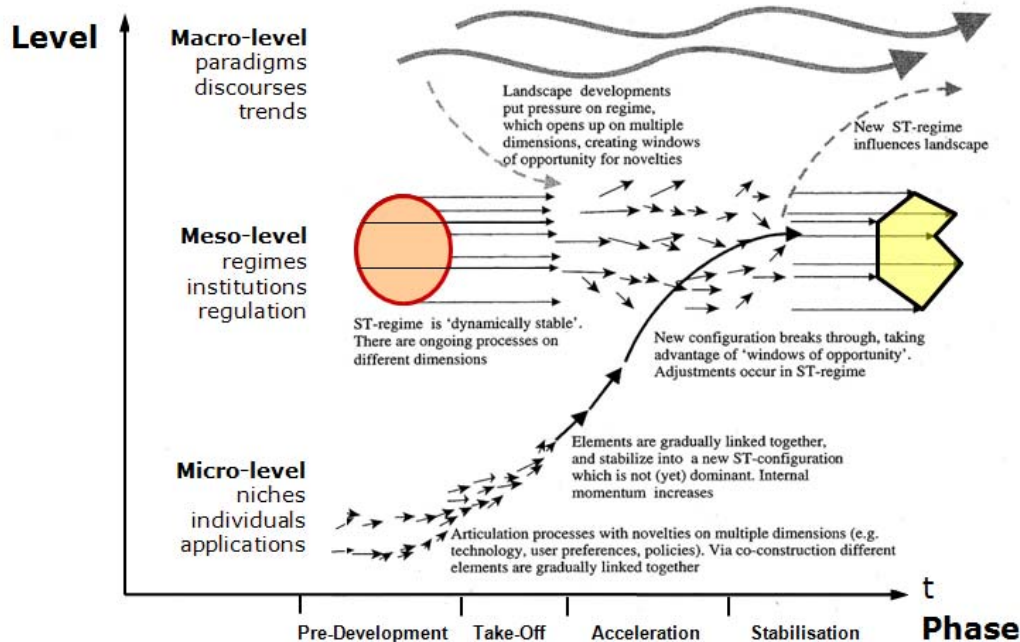 Level
Macro-level
paradigms
discourses
trends
Landscape developments
put pressure on regime,
which opens up on multiple
dimensions, creating windows
of opportunity for novelties
New ST-regime
influences landscape
Meso-level
regimes
institutions
regulation
ST-regime is 'dynamically stable'.
There are ongoing processes on
different dimensions
New configuration breaks through, taking
advantage of 'windows of opportunity'.
Adjustments occur in ST-regime
Micro-level
niches
individuals
applications
Elements are gradually linked together,
and stabilize into a new ST-configuration
which is not (yet) dominant. Internal
momentum increases
Articulation processes with novelties on multiple dimensions (e.g.
technology, user preferences, policies). Via co-construction different
elements are gradually linked together
t
Phase
Pre-Development
Take-Off
Acceleration
Stabilisation